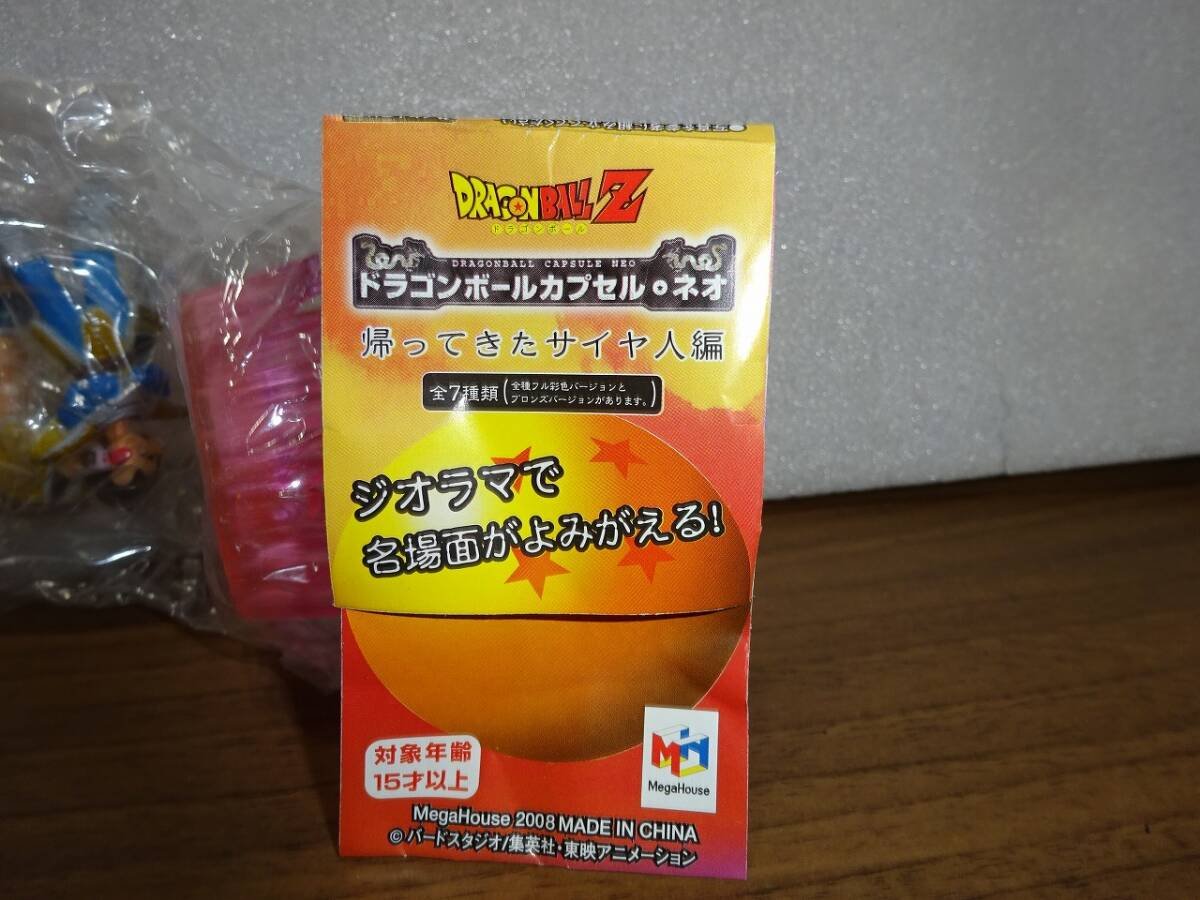 DRAGONBALL Z
ドラゴンボール
DRAGONBALL CAPSULE NEO
ドラゴンボールカプセル・ネオ
帰ってきたサイヤ人編
全7種類(全種フル彩色バージョンと
ブロンズバージョンがあります。)
ジオラマで
名場面がよみがえる!
対象年齢
15才以上
MH
MegaHouse
MegaHouse 2008 MADE IN CHINA
© バードスタジオ/集英社・東映アニメーション